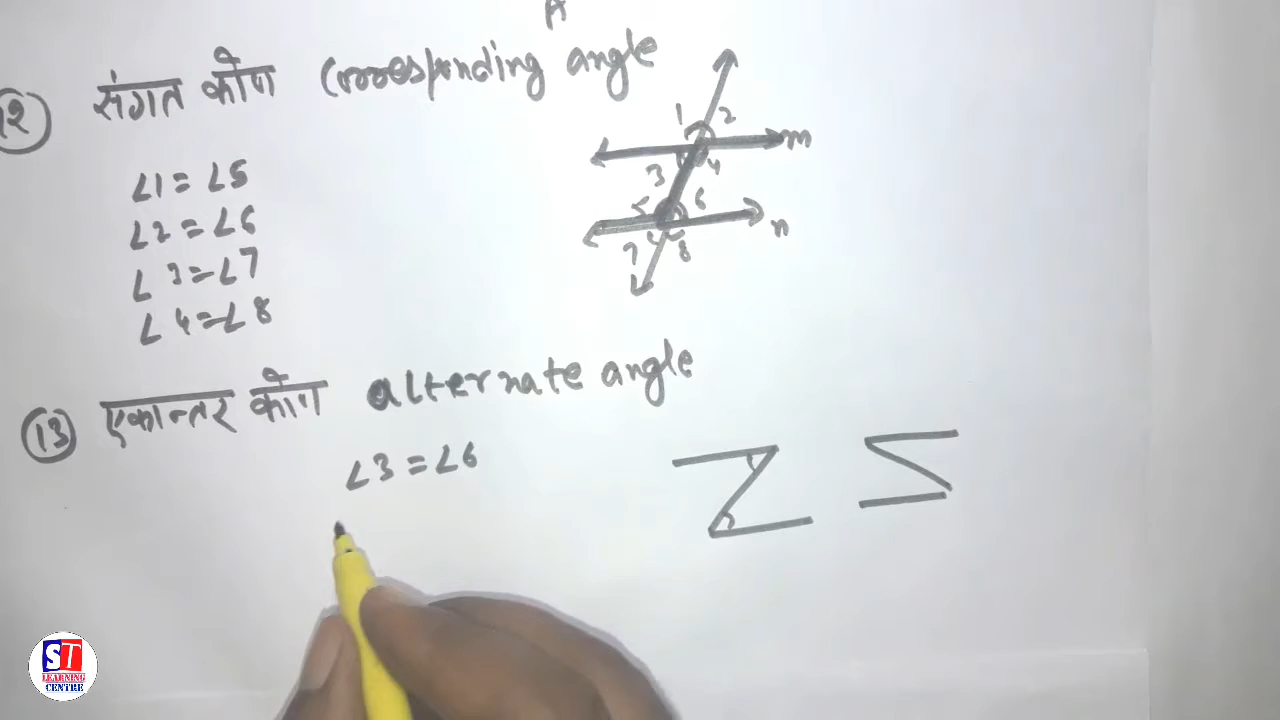 A
12 संगत कोण Corresponding angle
∠1 = ∠5
∠2 = ∠6
∠3 = ∠7
∠4 = ∠8
1 2
m
3 4
5 6
n
7 8
13 एकान्तर कोण alternate angle
∠3 = ∠6
ST
LEARNING
CENTRE